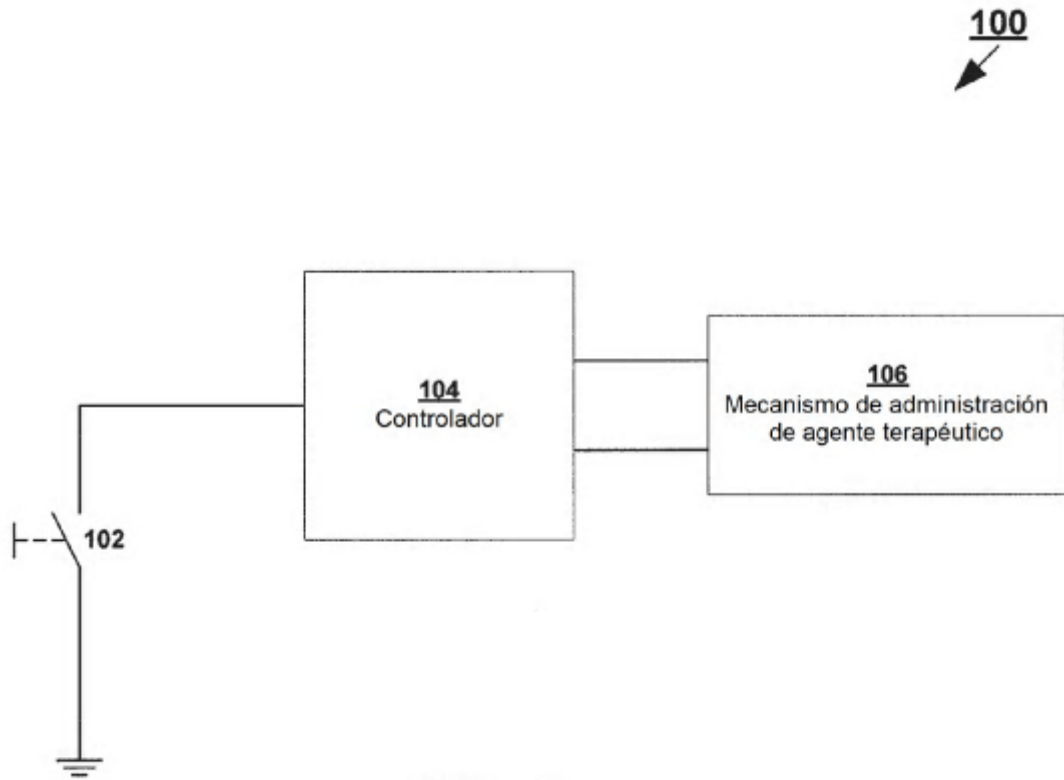 100
104
Controlador
106
Mecanismo de administración
de agente terapéutico
102